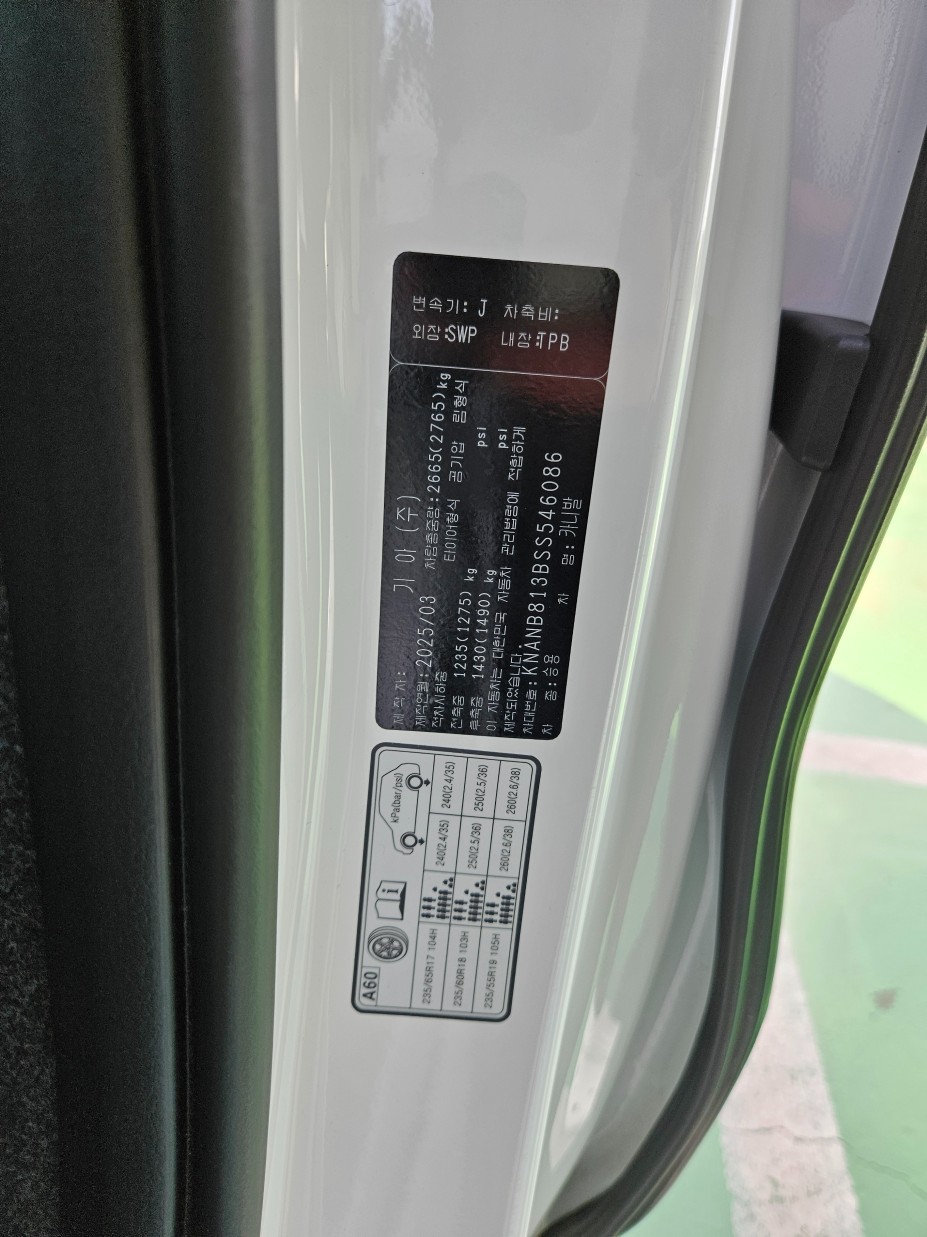 변속기: J 차축비:
외장:SWP 내장:TPB
제 작 자: 기 아 (주)
제작연월:2025/03 차량총중량:2665(2765)kg
적차시하중 타이어형식 공기압 림형식
전축중 1235(1275) kg psi
후축중 1430(1490) kg psi
이 자동차는 대한민국 자동차 관리법령에 적합하게
제작되었습니다.
차대번호:KNANB813BSS546086
차 종:승용 차 명:카니발
A60 kPa(bar/psi)
235/65R17 104H 240(2.4/35) 240(2.4/35)
235/60R18 103H 250(2.5/36) 250(2.5/36)
235/55R19 105H 260(2.6/38) 260(2.6/38)